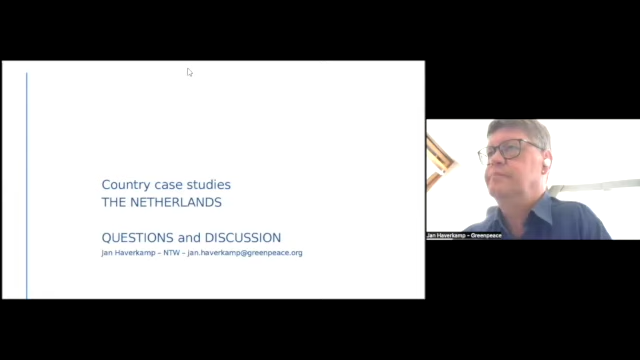 Country case studies
THE NETHERLANDS
QUESTIONS and DISCUSSION
Jan Haverkamp – NTW – jan.haverkamp@greenpeace.org
Jan Haverkamp – Greenpeace